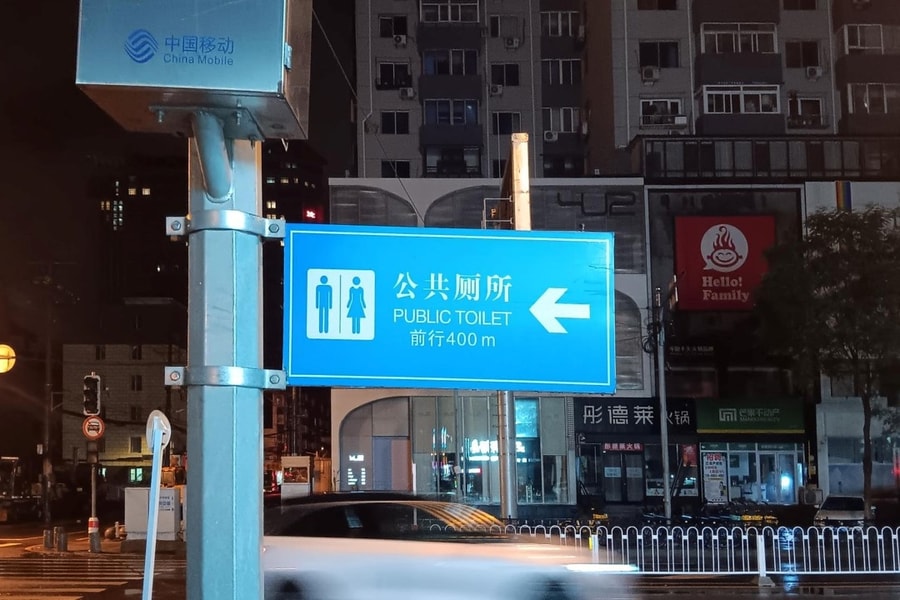 中国移动
China Mobile
公共厕所
PUBLIC TOILET
前行400m
Hello!
Family
彤德莱火锅